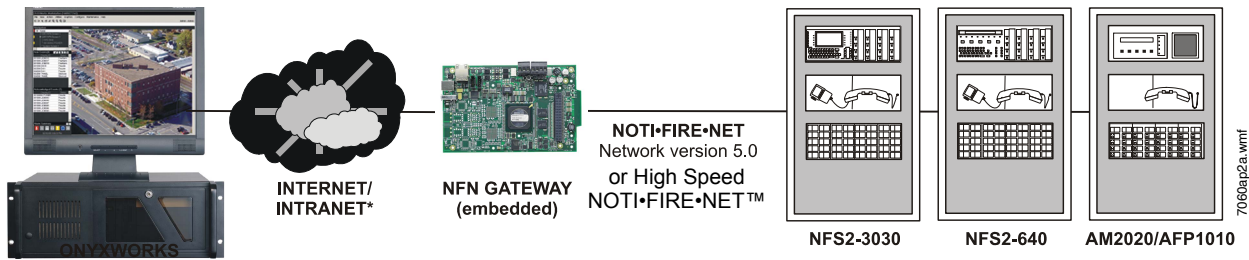 ONYXWORKS
INTERNET/
INTRANET*
NFN GATEWAY
(embedded)
NOTI•FIRE•NET
Network version 5.0
or High Speed
NOTI•FIRE•NET™
NFS2-3030
NFS2-640
AM2020/AFP1010
7060ap2a.wmf